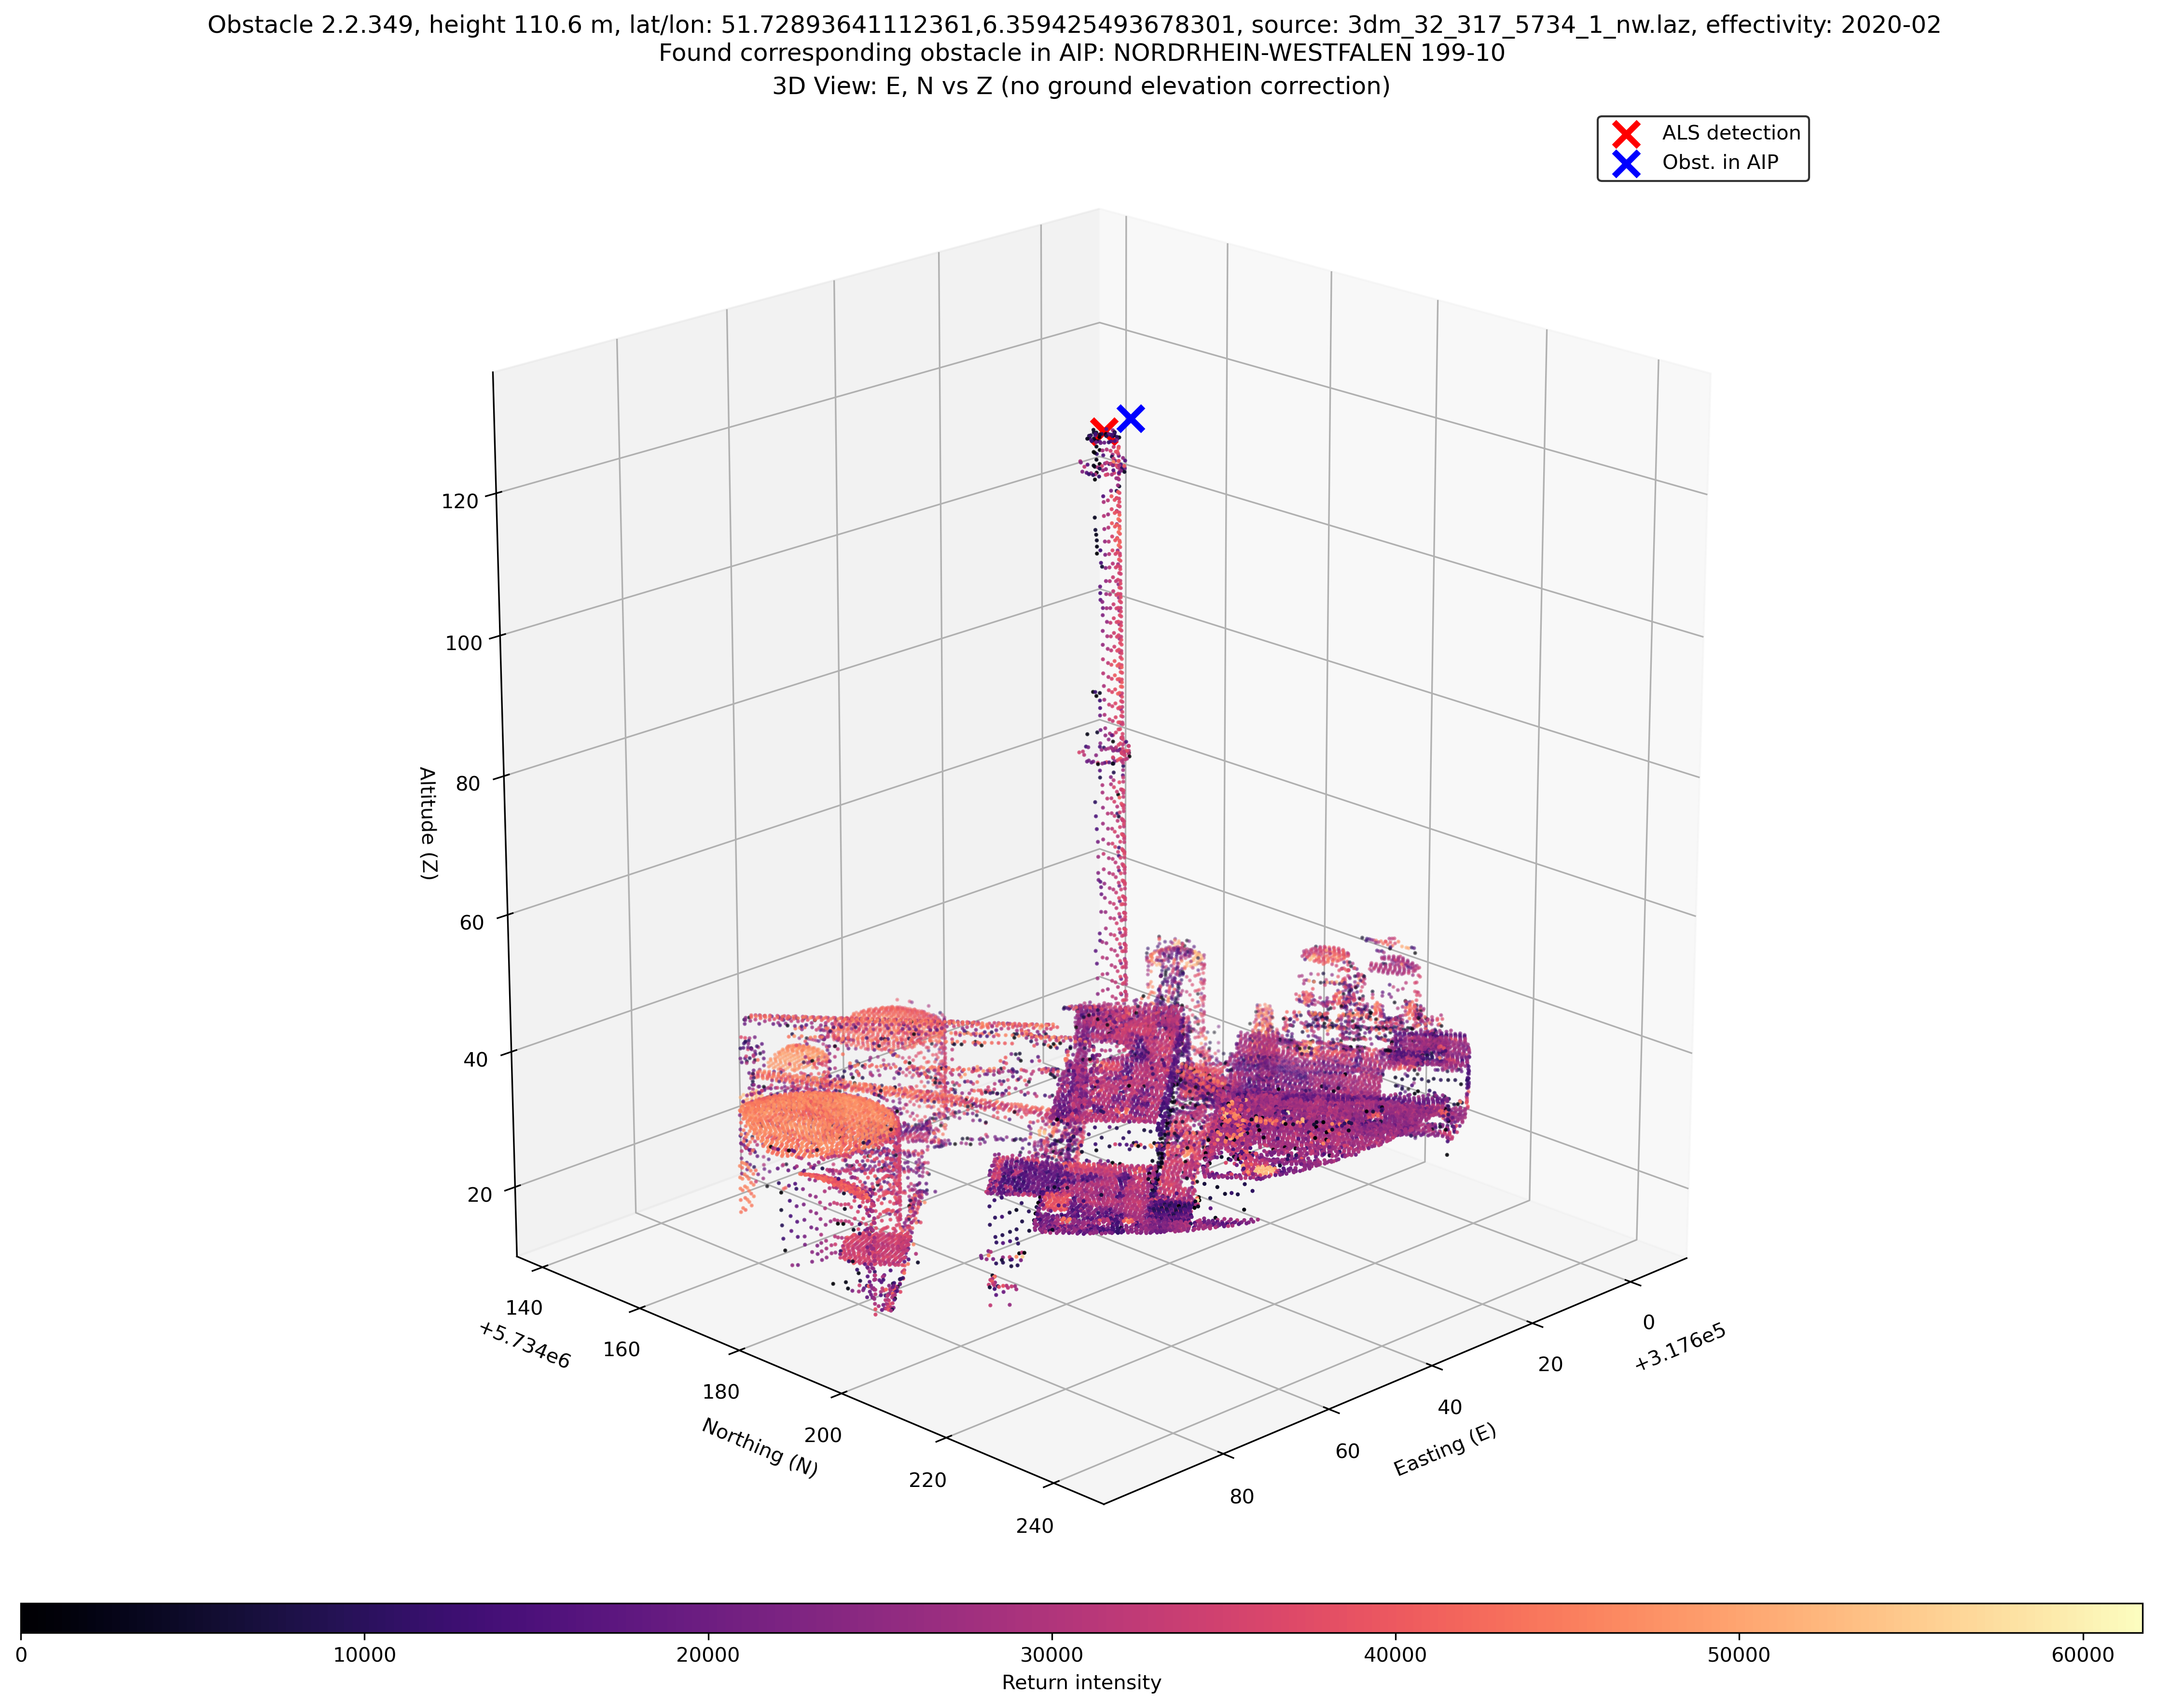 Obstacle 2.2.349, height 110.6 m, lat/lon: 51.72893641112361,6.359425493678301, source: 3dm_32_317_5734_1_nw.laz, effectivity: 2020-02
Found corresponding obstacle in AIP: NORDRHEIN-WESTFALEN 199-10
3D View: E, N vs Z (no ground elevation correction)
ALS detection
Obst. in AIP
120
100
80
60
40
20
Altitude (Z)
140
160
180
200
220
240
+5.734e6
Northing (N)
0
20
40
60
80
+3.176e5
Easting (E)
0
10000
20000
30000
40000
50000
60000
Return intensity